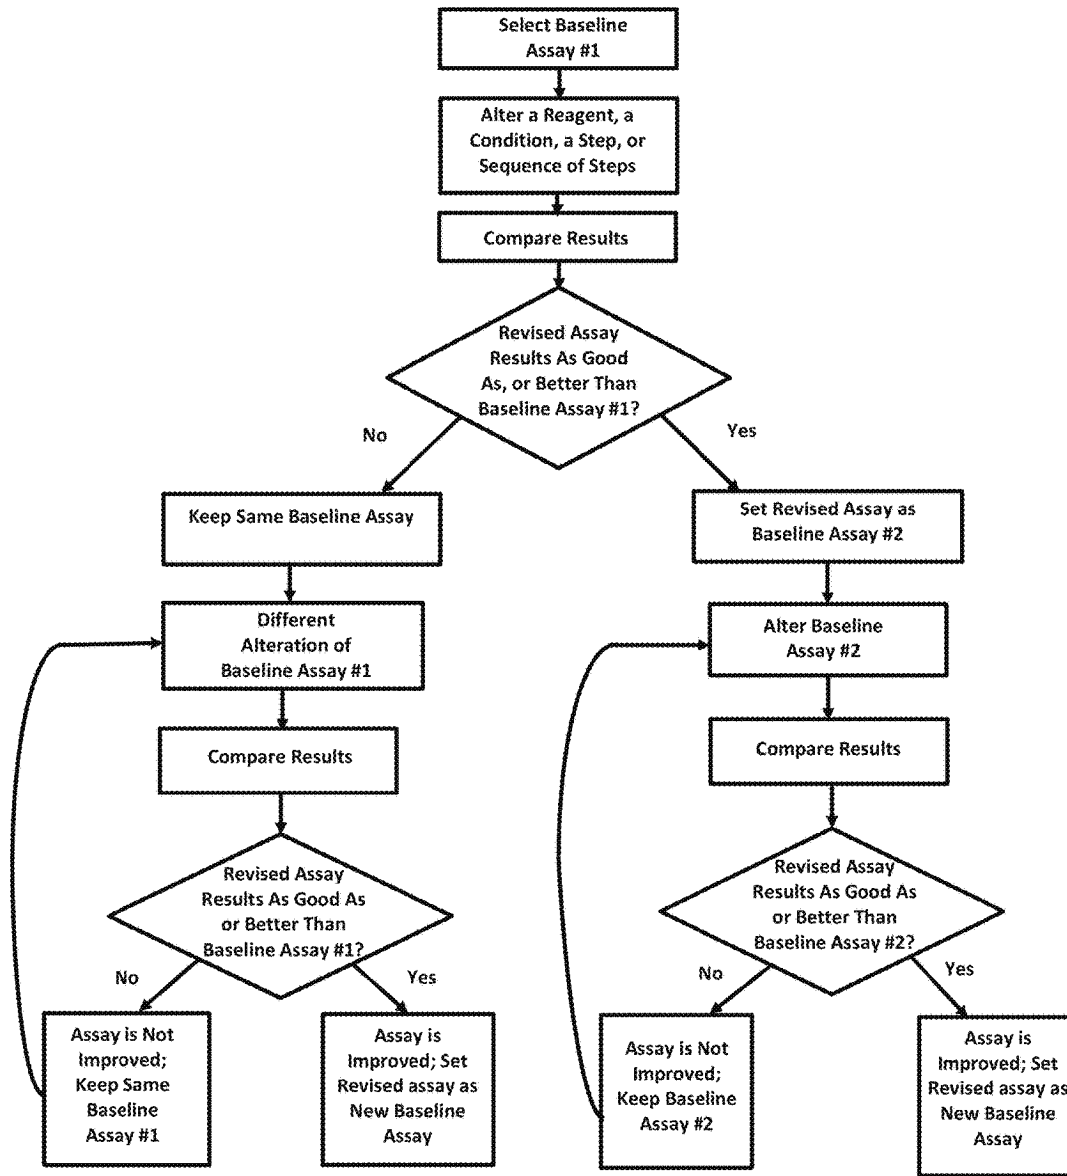 Select Baseline
Assay #1
Alter a Reagent, a
Condition, a Step, or
Sequence of Steps
Compare Results
Revised Assay
Results As Good
As, or Better Than
Baseline Assay #1?
No
Yes
Keep Same Baseline Assay
Different
Alteration of
Baseline Assay #1
Compare Results
Revised Assay
Results As Good As
or Better Than
Baseline Assay #1?
No
Yes
Assay is Not
Improved;
Keep Same
Baseline
Assay #1
Assay is
Improved; Set
Revised assay as
New Baseline
Assay
Set Revised Assay as
Baseline Assay #2
Alter Baseline
Assay #2
Compare Results
Revised Assay
Results As Good As
or Better Than
Baseline Assay #2?
No
Yes
Assay is Not
Improved;
Keep Baseline
Assay #2
Assay is
Improved; Set
Revised assay as
New Baseline
Assay